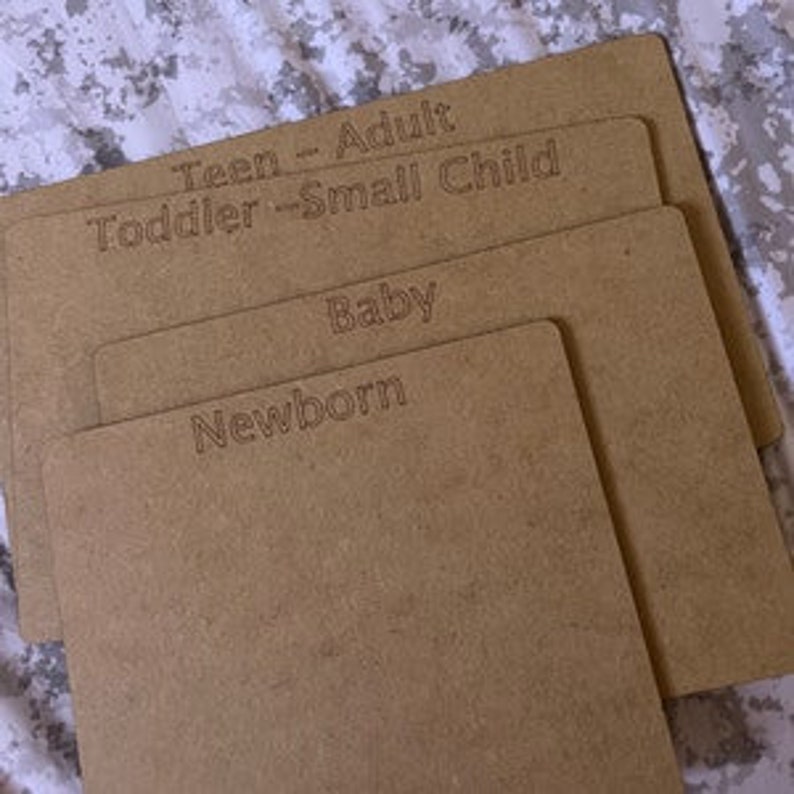 Teen - Adult
Toddler -Small Child
Baby
Newborn